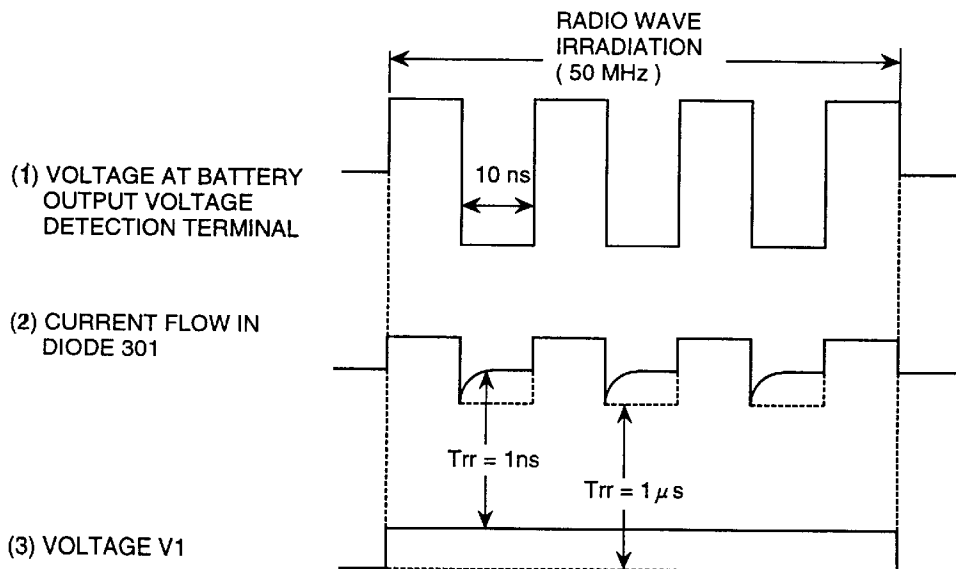 RADIO WAVE
IRRADIATION
( 50 MHz )
(1) VOLTAGE AT BATTERY
OUTPUT VOLTAGE
DETECTION TERMINAL
10 ns
(2) CURRENT FLOW IN
DIODE 301
Trr = 1ns
Trr = 1 μs
(3) VOLTAGE V1